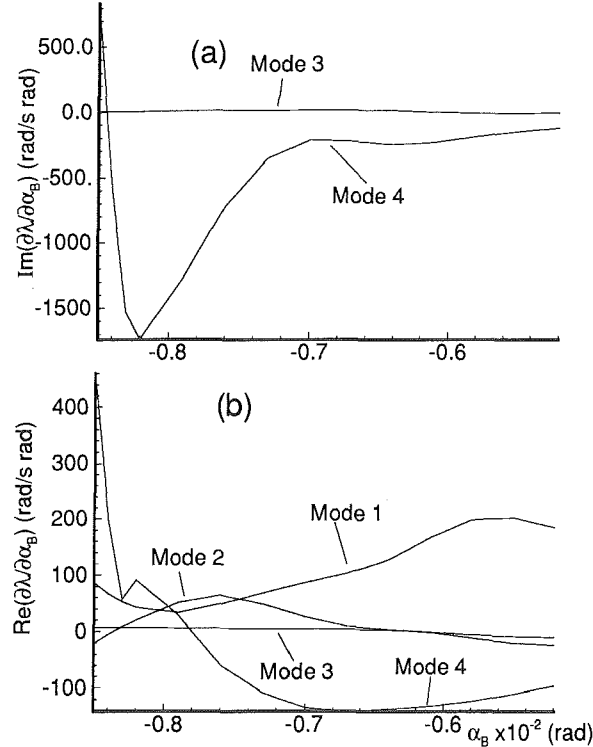 (a)
Im(∂λ/∂α_B) (rad/s rad)
500.0
0.0
-500.
-1000
-1500
Mode 3
Mode 4
-0.8
-0.7
-0.6
(b)
Re(∂λ/∂α_B) (rad/s rad)
400
300
200
100
0
-100
Mode 1
Mode 2
Mode 3
Mode 4
-0.8
-0.7
-0.6
α_B x10⁻² (rad)